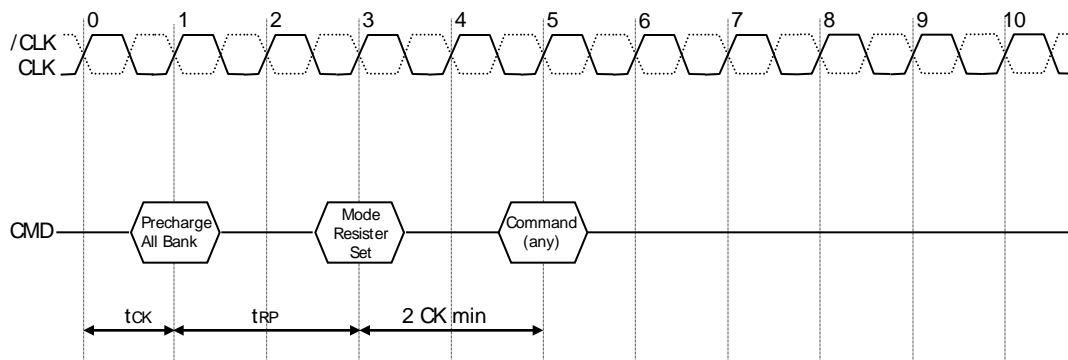 0 1 2 3 4 5 6 7 8 9 10
/CLK
CLK
CMD
Precharge
All Bank
Mode
Resister
Set
Command
(any)
tCK
tRP
2 CK min